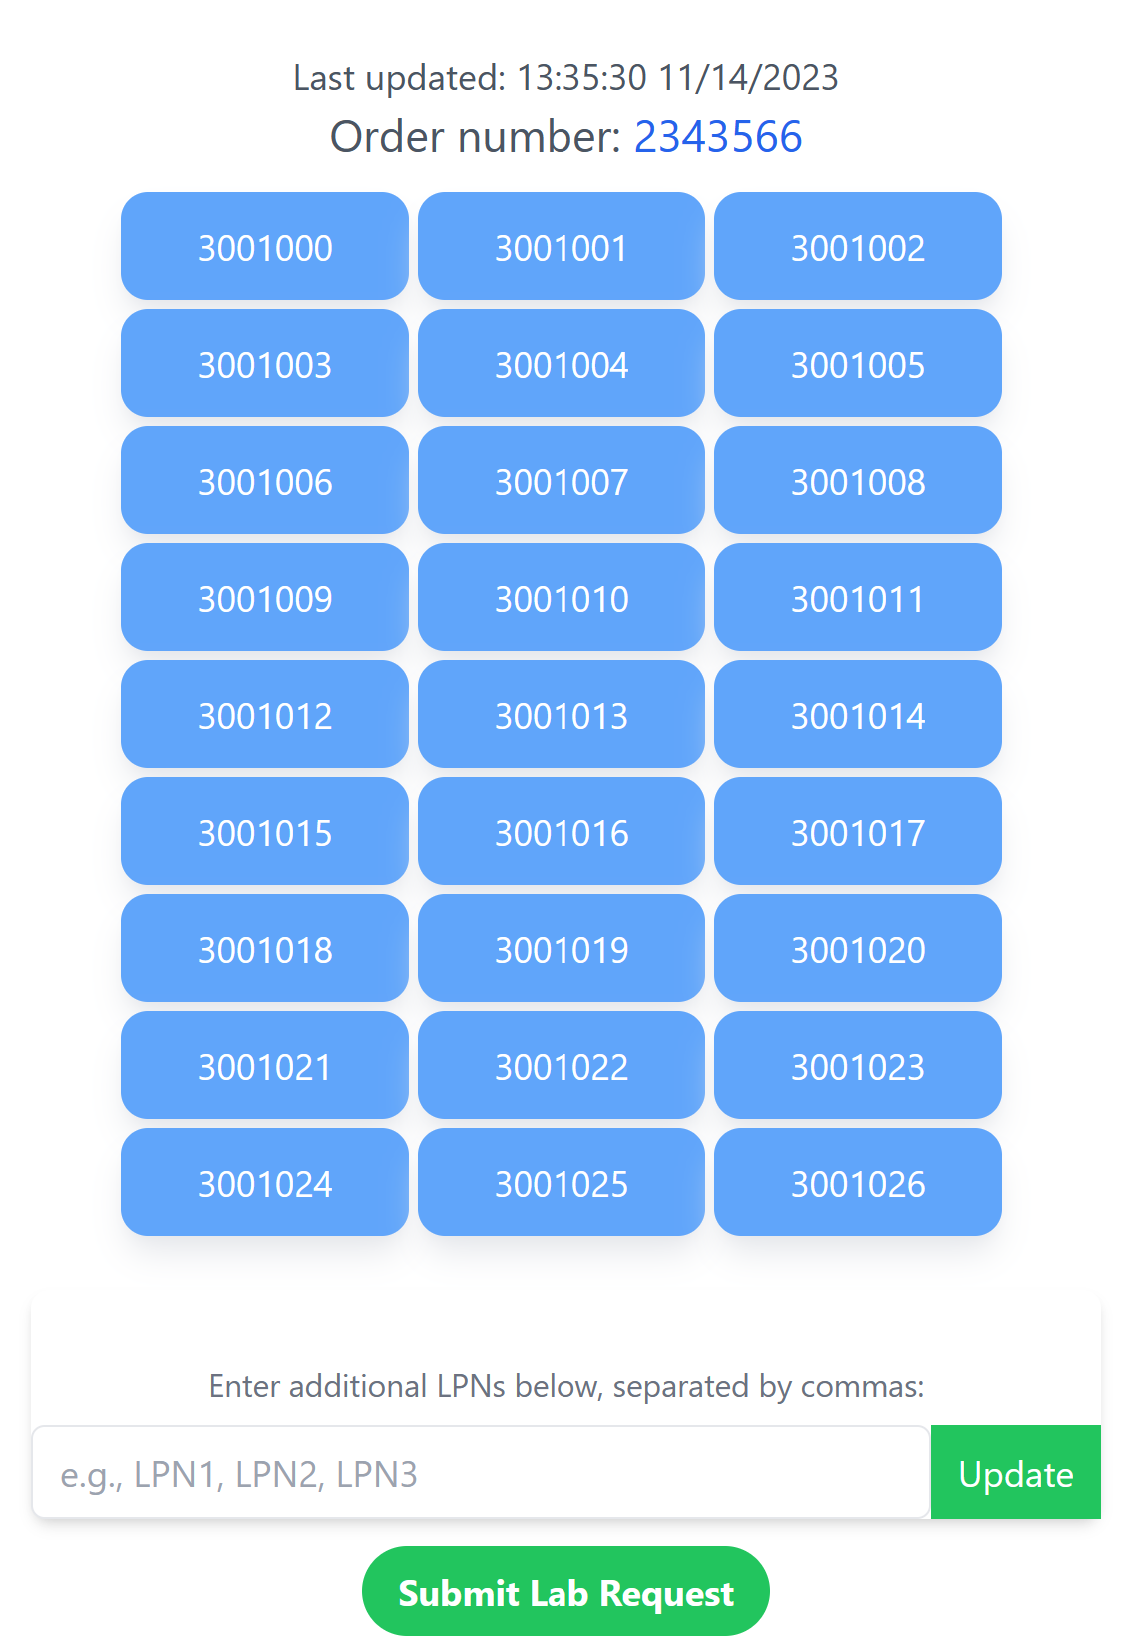 Last updated: 13:35:30 11/14/2023
Order number: 2343566
3001000 3001001 3001002
3001003 3001004 3001005
3001006 3001007 3001008
3001009 3001010 3001011
3001012 3001013 3001014
3001015 3001016 3001017
3001018 3001019 3001020
3001021 3001022 3001023
3001024 3001025 3001026
Enter additional LPNs below, separated by commas:
e.g., LPN1, LPN2, LPN3 Update
Submit Lab Request